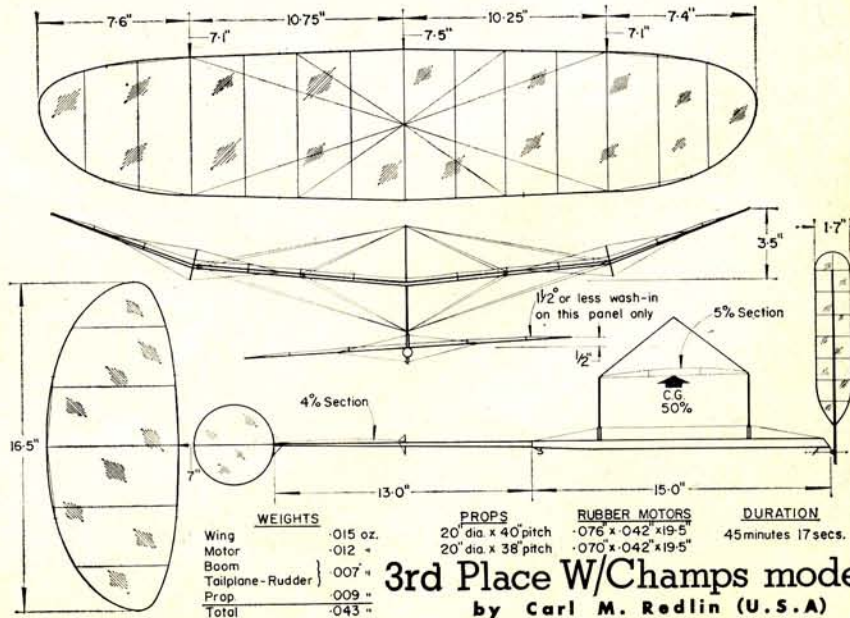 7.6" 10.75" 10.25" 7.4"
7.1" 7.5" 7.1"
3.5"
1.7"
1½° or less wash-in
on this panel only
½"
5% Section
C.G.
50%
4% Section
16.5"
7"
13.0" 15.0"
WEIGHTS
Wing .015 oz.
Motor .012 "
Boom
Tailplane-Rudder } .007 "
Prop. .009 "
Total .043 "
PROPS
20" dia. x 40" pitch
20" dia. x 38" pitch
RUBBER MOTORS
.076" x .042" x 19.5"
.070" x .042" x 19.5"
DURATION
45 minutes 17 secs.
3rd Place W/Champs mode
by Carl M. Redlin (U.S.A)